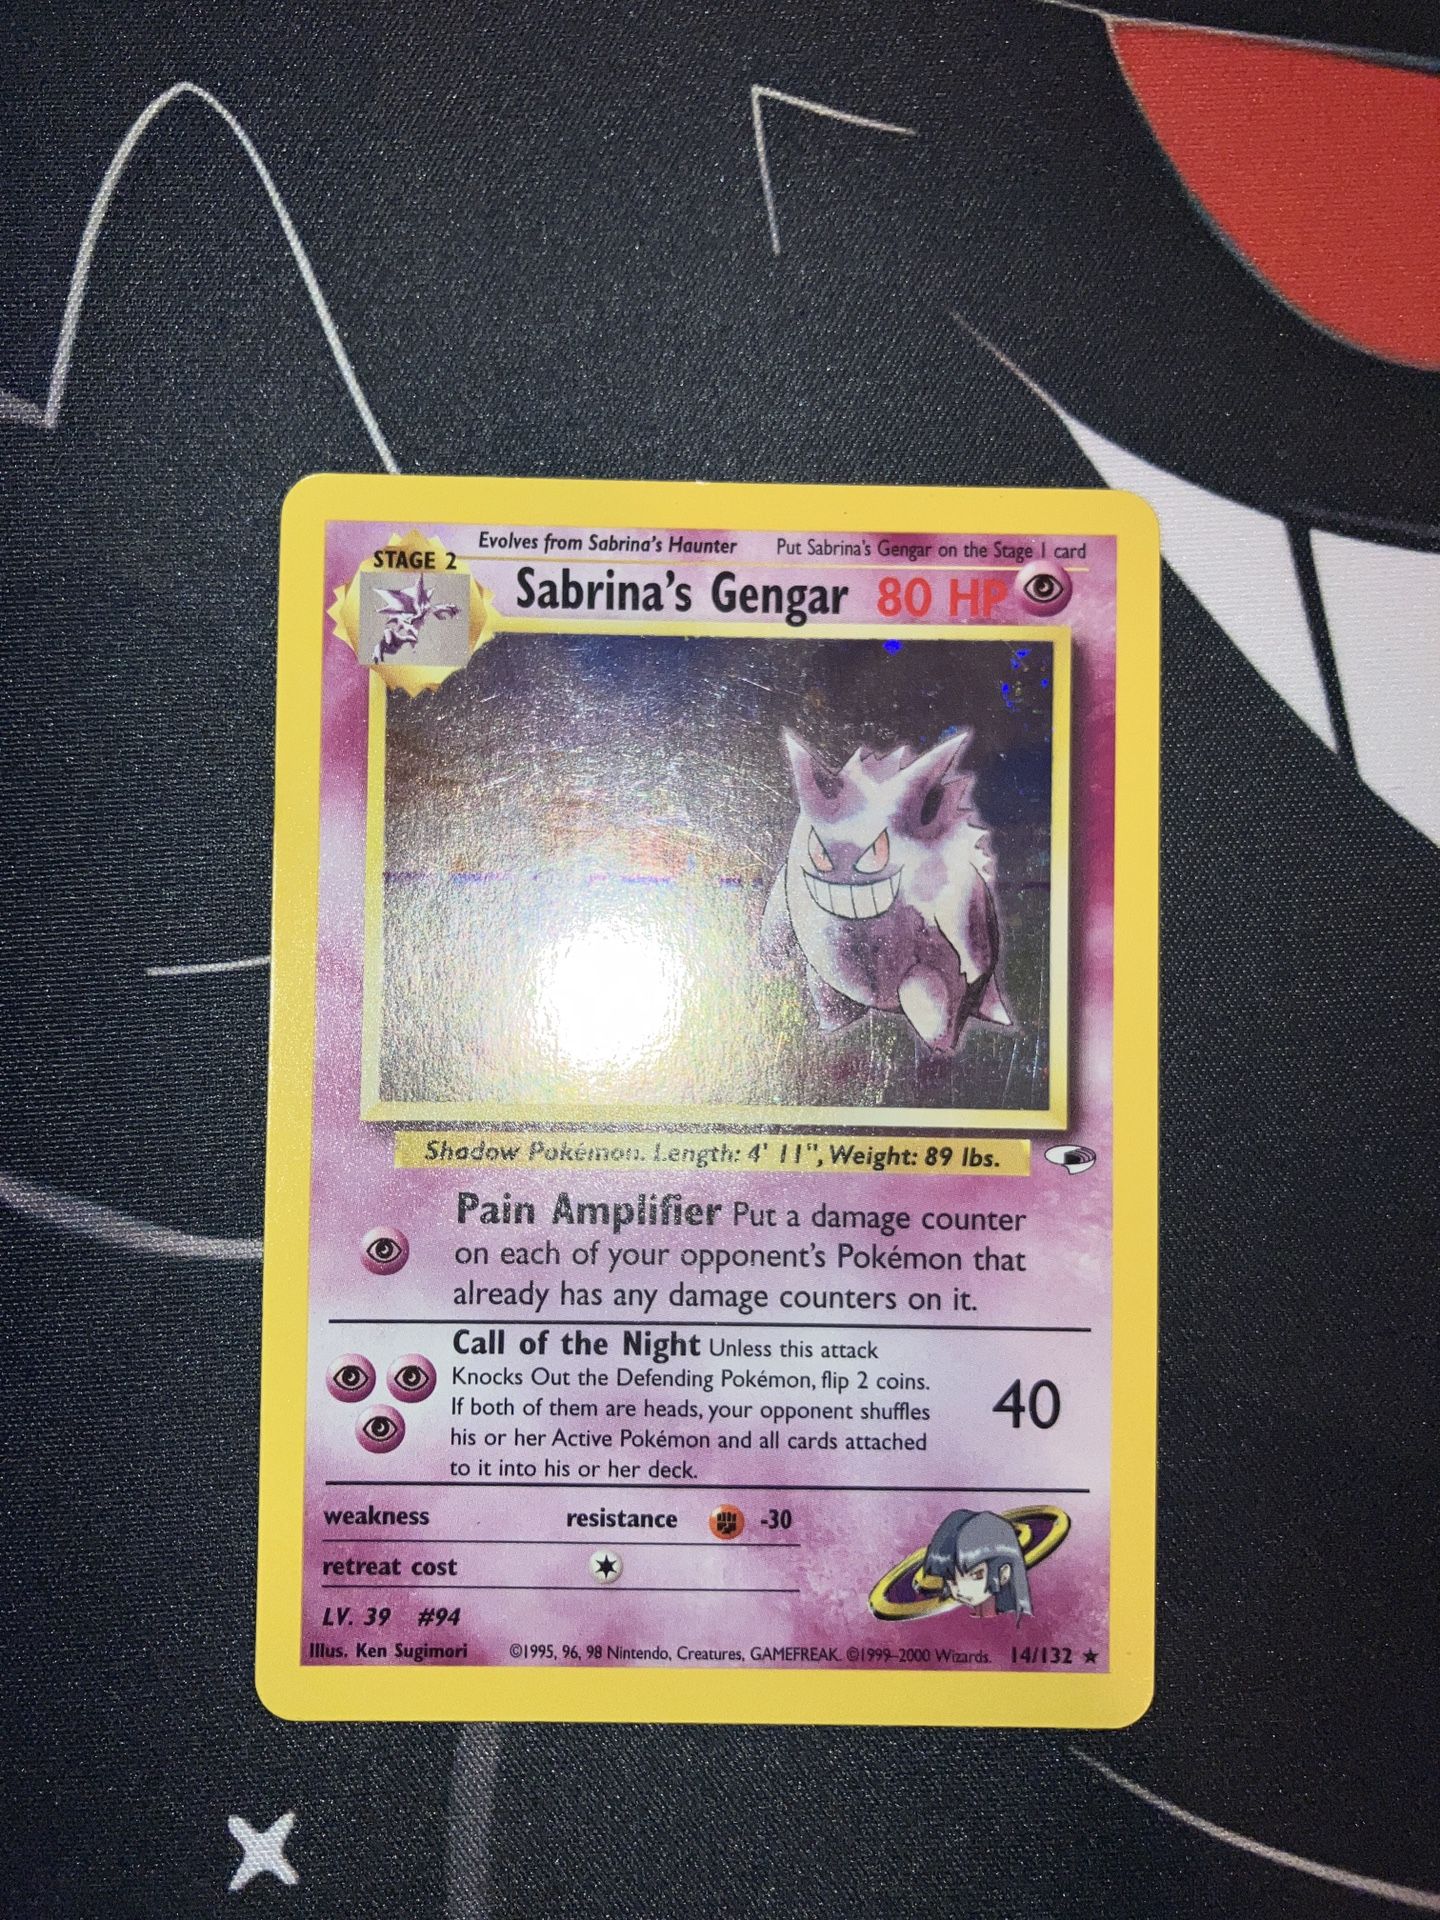 Evolves from Sabrina's Haunter Put Sabrina's Gengar on the Stage 1 card
STAGE 2
Sabrina's Gengar 80 HP
Shadow Pokémon. Length: 4' 11", Weight: 89 lbs.
Pain Amplifier Put a damage counter
on each of your opponent's Pokémon that
already has any damage counters on it.
Call of the Night Unless this attack
Knocks Out the Defending Pokémon, flip 2 coins.
If both of them are heads, your opponent shuffles
his or her Active Pokémon and all cards attached
to it into his or her deck.
40
weakness resistance -30
retreat cost
LV. 39 #94
Illus. Ken Sugimori ©1995, 96, 98 Nintendo, Creatures, GAMEFREAK. ©1999–2000 Wizards. 14/132 ★